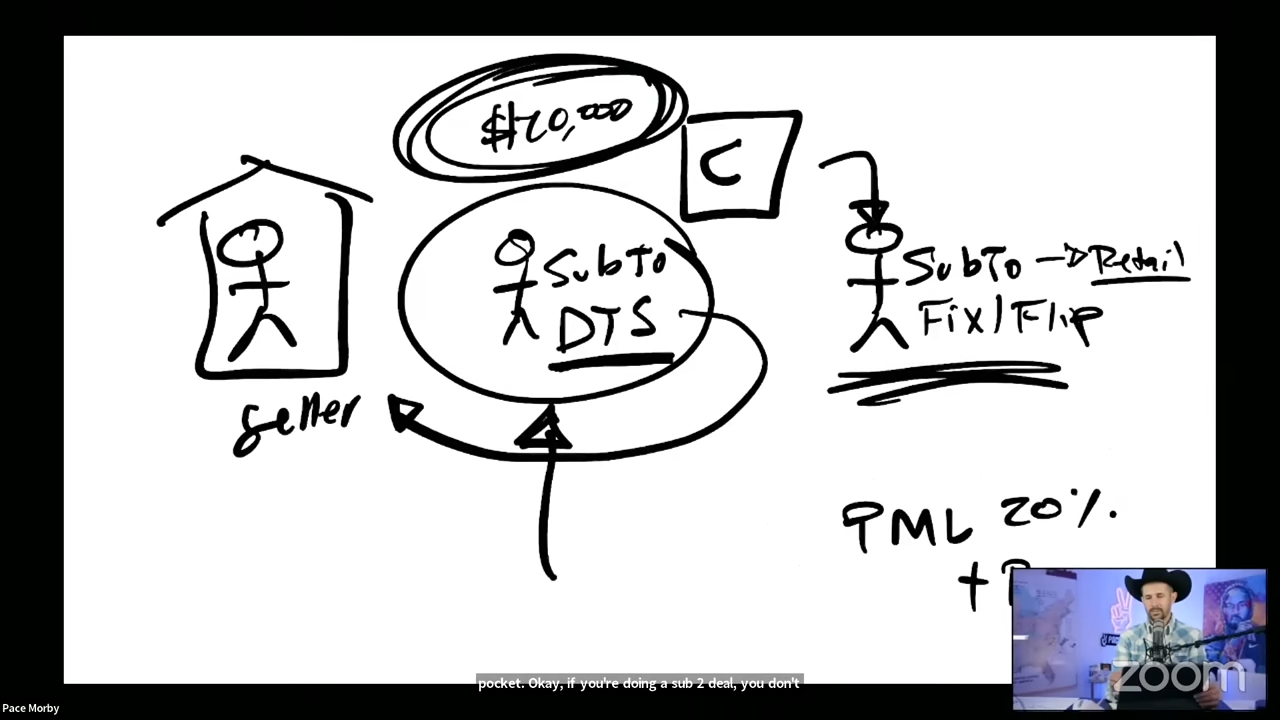 $20,000
C
SubTo
DTS
SubTo → Retail
Fix/Flip
seller
PML 20%
+
zoom
pocket. Okay, if you're doing a sub 2 deal, you don't
Pace Morby